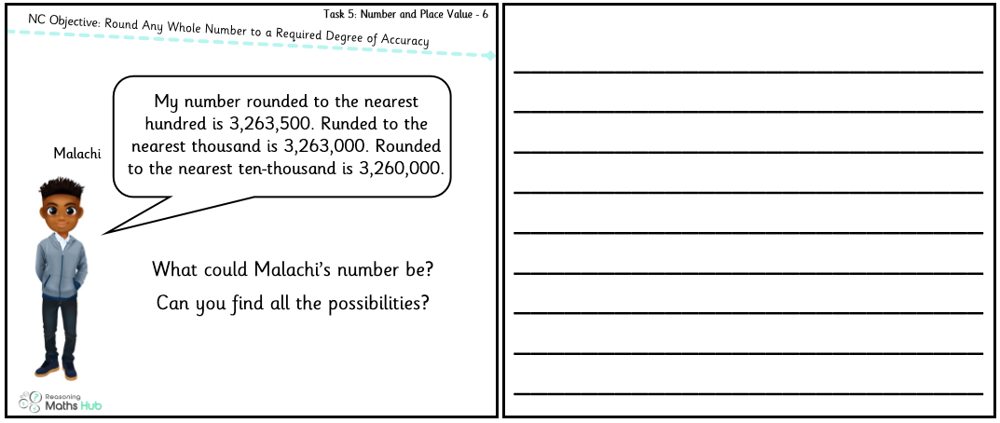 Task 5: Number and Place Value - 6
NC Objective: Round Any Whole Number to a Required Degree of Accuracy
My number rounded to the nearest
hundred is 3,263,500. Runded to the
nearest thousand is 3,263,000. Rounded
to the nearest ten-thousand is 3,260,000.
Malachi
What could Malachi's number be?
Can you find all the possibilities?
Reasoning
Maths Hub